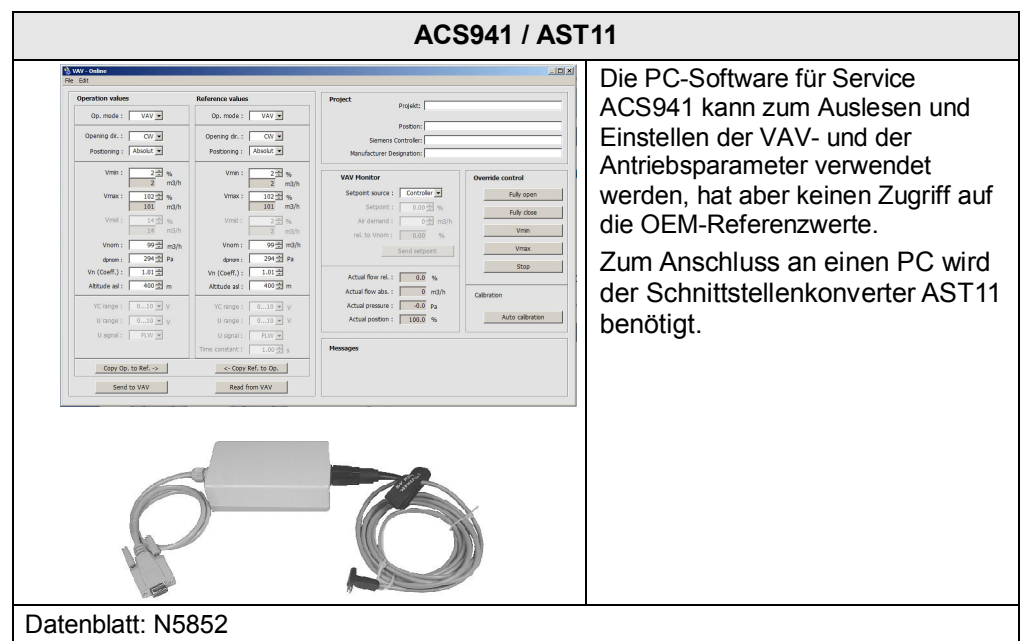 ACS941 / AST11
VAV - Online
File Edit
Operation values
Op. mode : VAV
Opening dir. : CW
Positioning : Absolut
Vmin : 2 %
2 m3/h
Vmax : 102 %
101 m3/h
Vmid : 14 %
14 m3/h
Vnom : 99 m3/h
dpnom : 294 Pa
Vn (Coeff.) : 1.01
Altitude asl : 400 m
YC range : 0...10 V
U range : 0...10 V
U signal : FLW
Copy Op. to Ref. ->
Send to VAV
Reference values
Op. mode : VAV
Opening dir. : CW
Positioning : Absolut
Vmin : 2 %
2 m3/h
Vmax : 102 %
101 m3/h
Vmid : 2 %
2 m3/h
Vnom : 99 m3/h
dpnom : 294 Pa
Vn (Coeff.) : 1.01
Altitude asl : 400 m
YC range : 0...10 V
U range : 0...10 V
U signal : FLW
Time constant : 1.00 s
<- Copy Ref. to Op.
Read from VAV
Project
Projekt:
Position:
Siemens Controller:
Manufacturer Designation:
VAV Monitor
Setpoint source : Controller
Setpoint : 0.00 %
Air demand : 0 m3/h
rel. to Vnom : 0.00 %
Send setpoint
Actual flow rel. : 0.0 %
Actual flow abs. : 0 m3/h
Actual pressure : -0.0 Pa
Actual position : 100.0 %
Override control
Fully open
Fully close
Vmin
Vmax
Stop
Calibration
Auto calibration
Messages
Die PC-Software für Service
ACS941 kann zum Auslesen und
Einstellen der VAV- und der
Antriebsparameter verwendet
werden, hat aber keinen Zugriff auf
die OEM-Referenzwerte.
Zum Anschluss an einen PC wird
der Schnittstellenkonverter AST11
benötigt.
Datenblatt: N5852